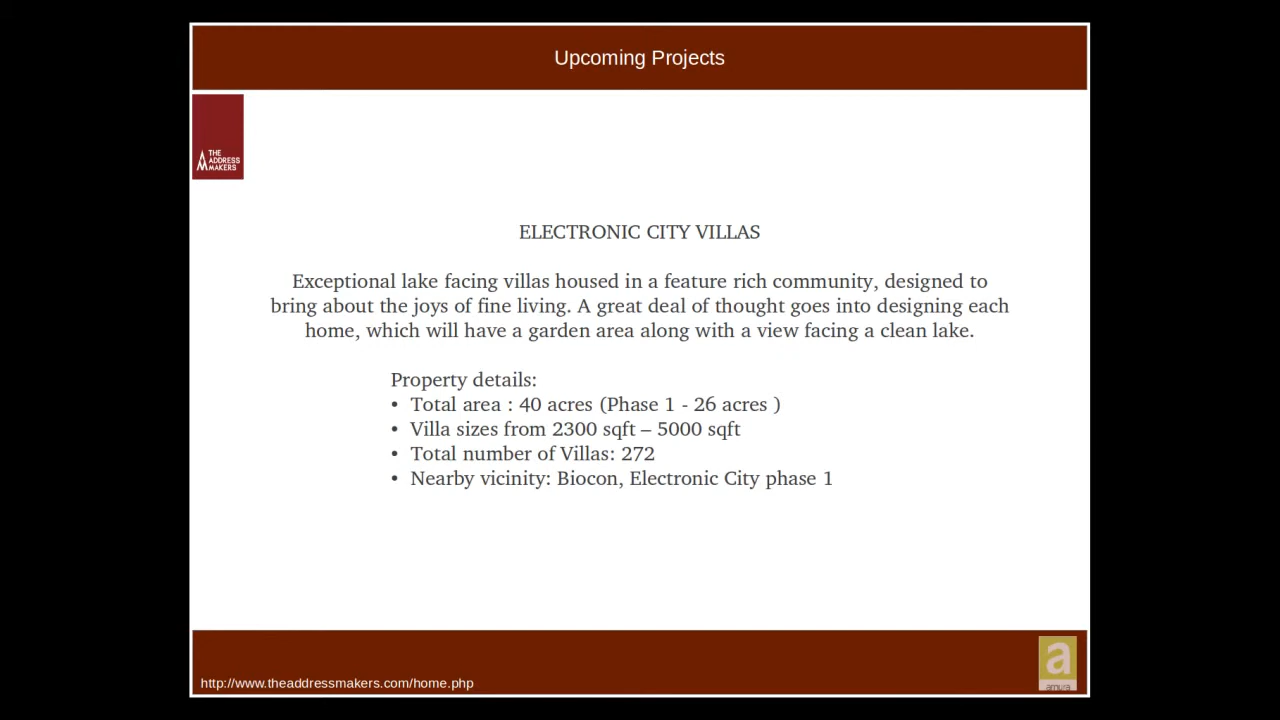 Upcoming Projects
THE
ADDRESS
MAKERS
ELECTRONIC CITY VILLAS
Exceptional lake facing villas housed in a feature rich community, designed to
bring about the joys of fine living. A great deal of thought goes into designing each
home, which will have a garden area along with a view facing a clean lake.
Property details:
• Total area : 40 acres (Phase 1 - 26 acres )
• Villa sizes from 2300 sqft – 5000 sqft
• Total number of Villas: 272
• Nearby vicinity: Biocon, Electronic City phase 1
http://www.theaddressmakers.com/home.php
a